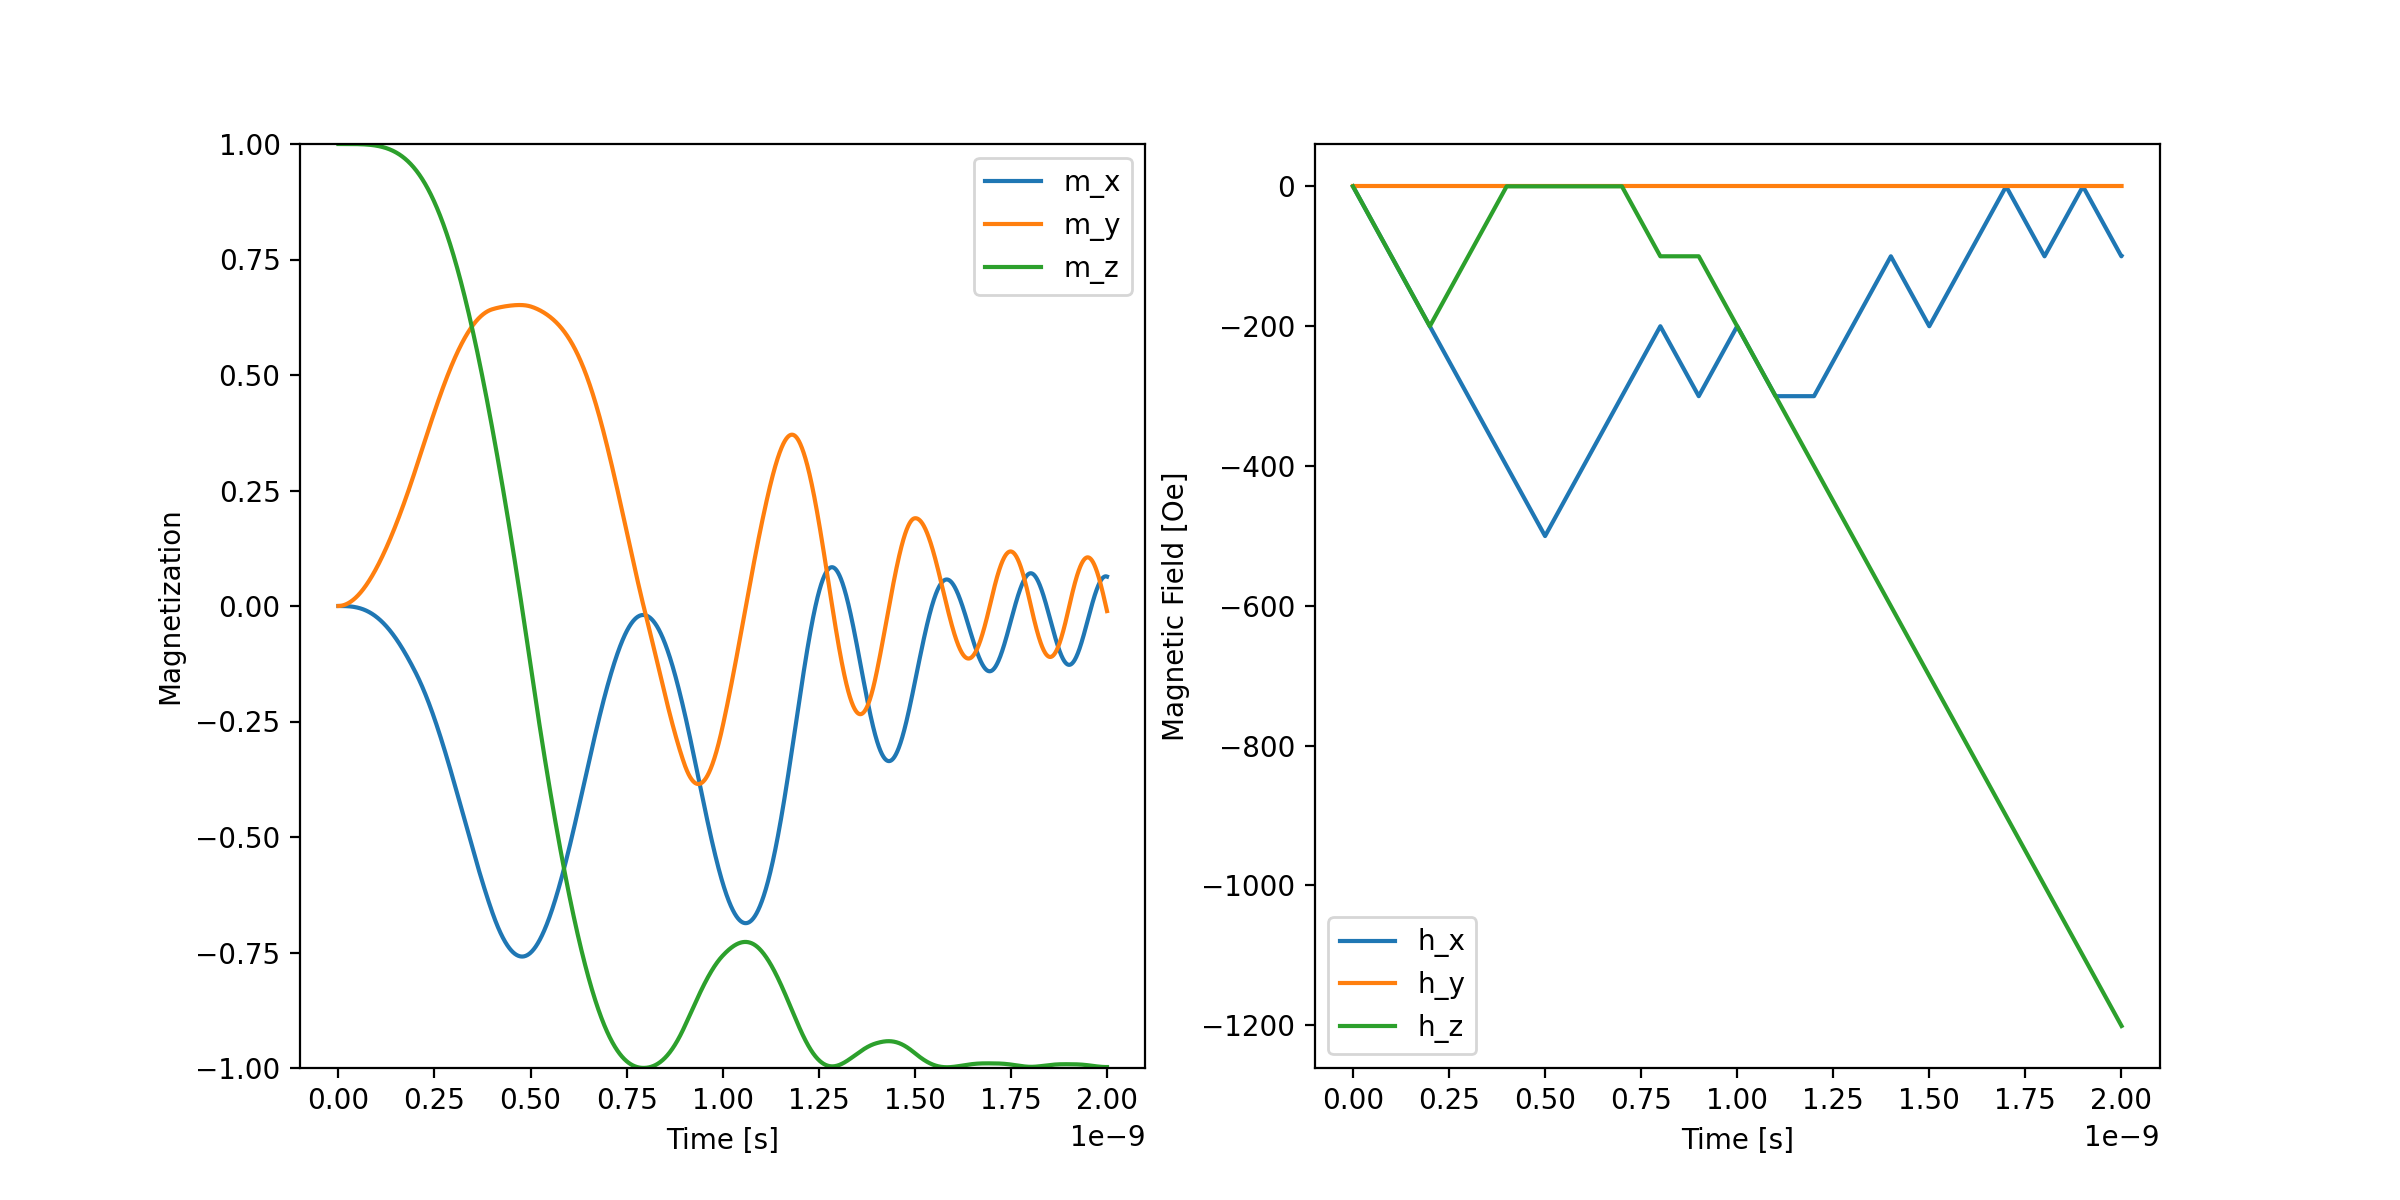 1.00
0.75
0.50
0.25
0.00
−0.25
−0.50
−0.75
−1.00
Magnetization
m_x
m_y
m_z
0.00 0.25 0.50 0.75 1.00 1.25 1.50 1.75 2.00
Time [s]
1e−9
0
−200
−400
−600
−800
−1000
−1200
Magnetic Field [Oe]
h_x
h_y
h_z
0.00 0.25 0.50 0.75 1.00 1.25 1.50 1.75 2.00
Time [s]
1e−9